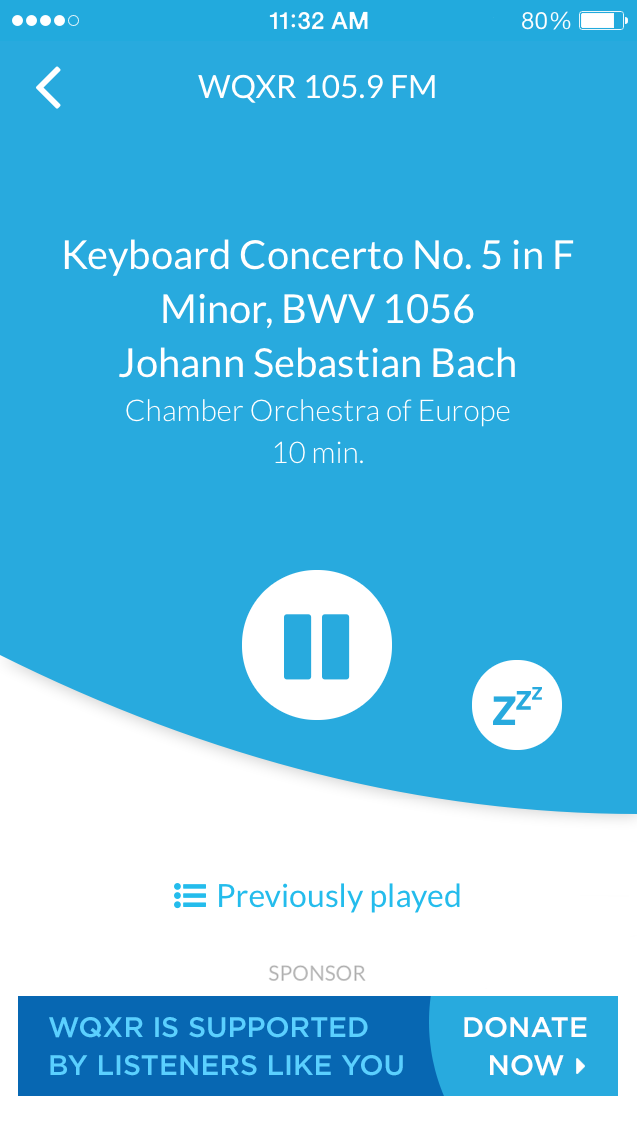 11:32 AM
80%
WQXR 105.9 FM
Keyboard Concerto No. 5 in F
Minor, BWV 1056
Johann Sebastian Bach
Chamber Orchestra of Europe
10 min.
zzz
Previously played
SPONSOR
WQXR IS SUPPORTED
BY LISTENERS LIKE YOU
DONATE
NOW